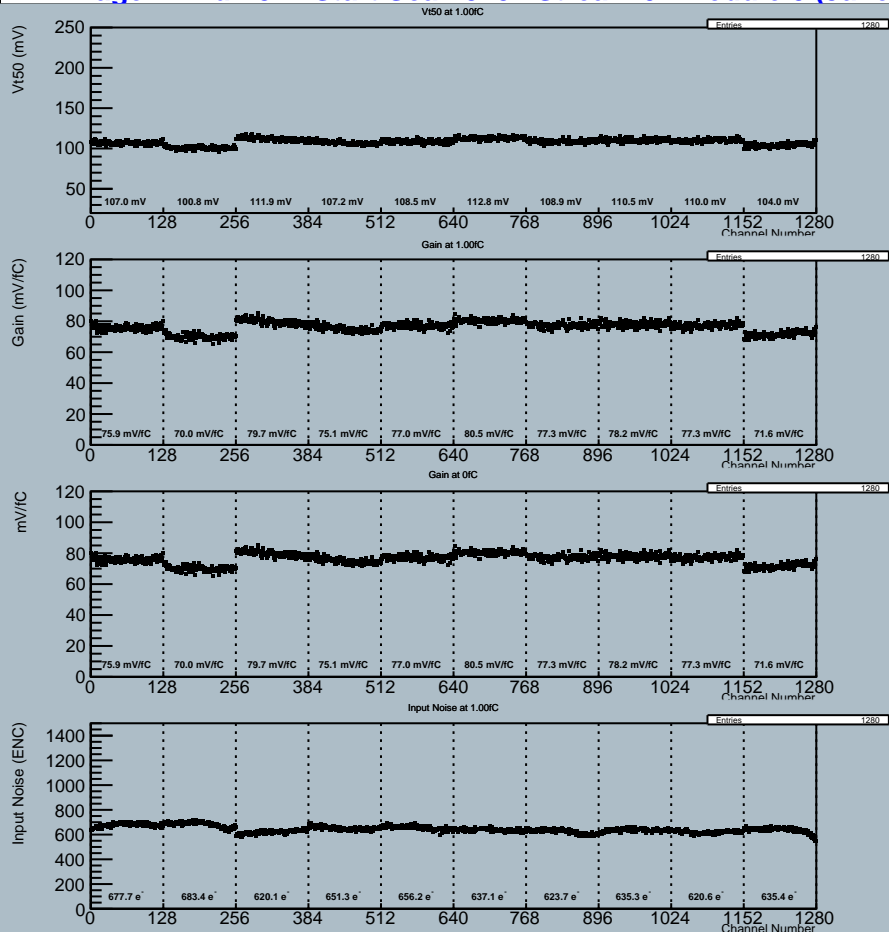 Vt50 at 1.00fC
Entries 1280
Vt50 (mV)
250
200
150
100
50
107.0 mV 100.8 mV 111.9 mV 107.2 mV 108.5 mV 112.8 mV 108.9 mV 110.5 mV 110.0 mV 104.0 mV
0 128 256 384 512 640 768 896 1024 1152 1280
Channel Number
Gain at 1.00fC
Entries 1280
Gain (mV/fC)
120
100
80
60
40
20
0
75.9 mV/fC 70.0 mV/fC 79.7 mV/fC 75.1 mV/fC 77.0 mV/fC 80.5 mV/fC 77.3 mV/fC 78.2 mV/fC 77.3 mV/fC 71.6 mV/fC
0 128 256 384 512 640 768 896 1024 1152 1280
Channel Number
Gain at 0fC
Entries 1280
mV/fC
120
100
80
60
40
20
0
75.9 mV/fC 70.0 mV/fC 79.7 mV/fC 75.1 mV/fC 77.0 mV/fC 80.5 mV/fC 77.3 mV/fC 78.2 mV/fC 77.3 mV/fC 71.6 mV/fC
0 128 256 384 512 640 768 896 1024 1152 1280
Channel Number
Input Noise at 1.00fC
Entries 1280
Input Noise (ENC)
1400
1200
1000
800
600
400
200
0
677.7 e⁻ 683.4 e⁻ 620.1 e⁻ 651.3 e⁻ 656.2 e⁻ 637.1 e⁻ 623.7 e⁻ 635.3 e⁻ 620.6 e⁻ 635.4 e⁻
0 128 256 384 512 640 768 896 1024 1152 1280
Channel Number